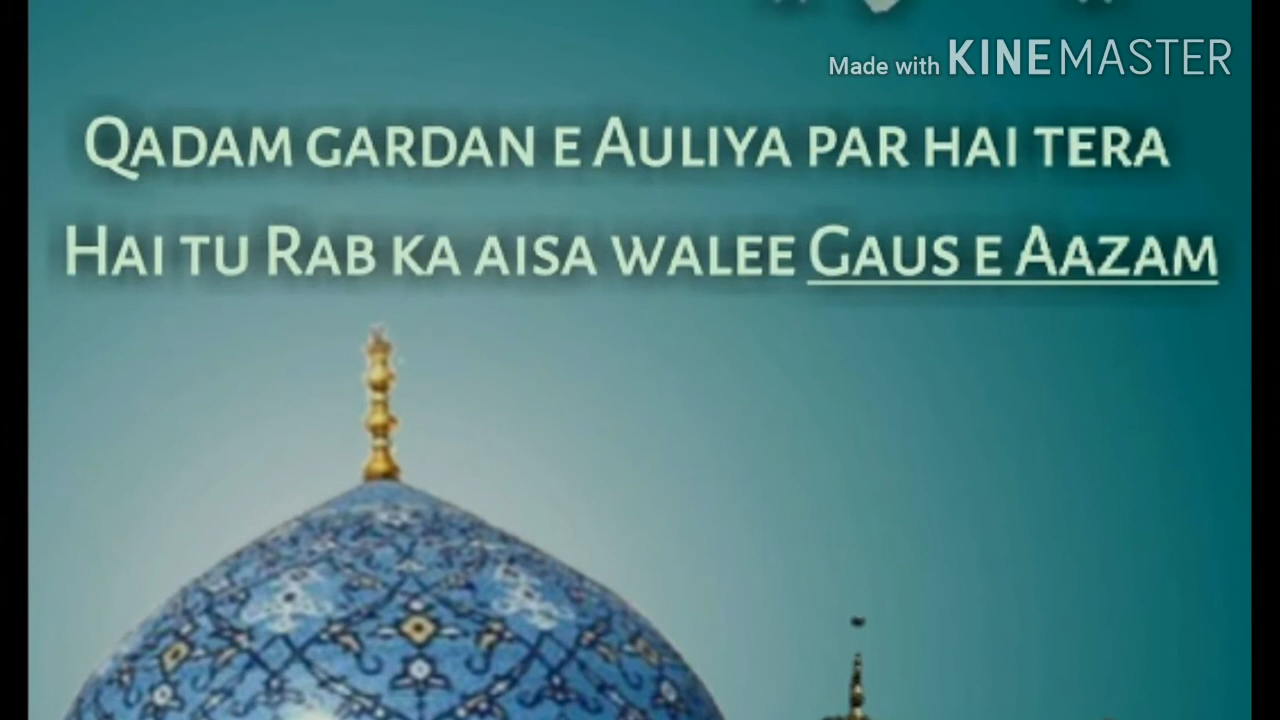 Made with KINEMASTER
QADAM GARDAN E AULIYA PAR HAI TERA
HAI TU RAB KA AISA WALEE GAUS E AAZAM